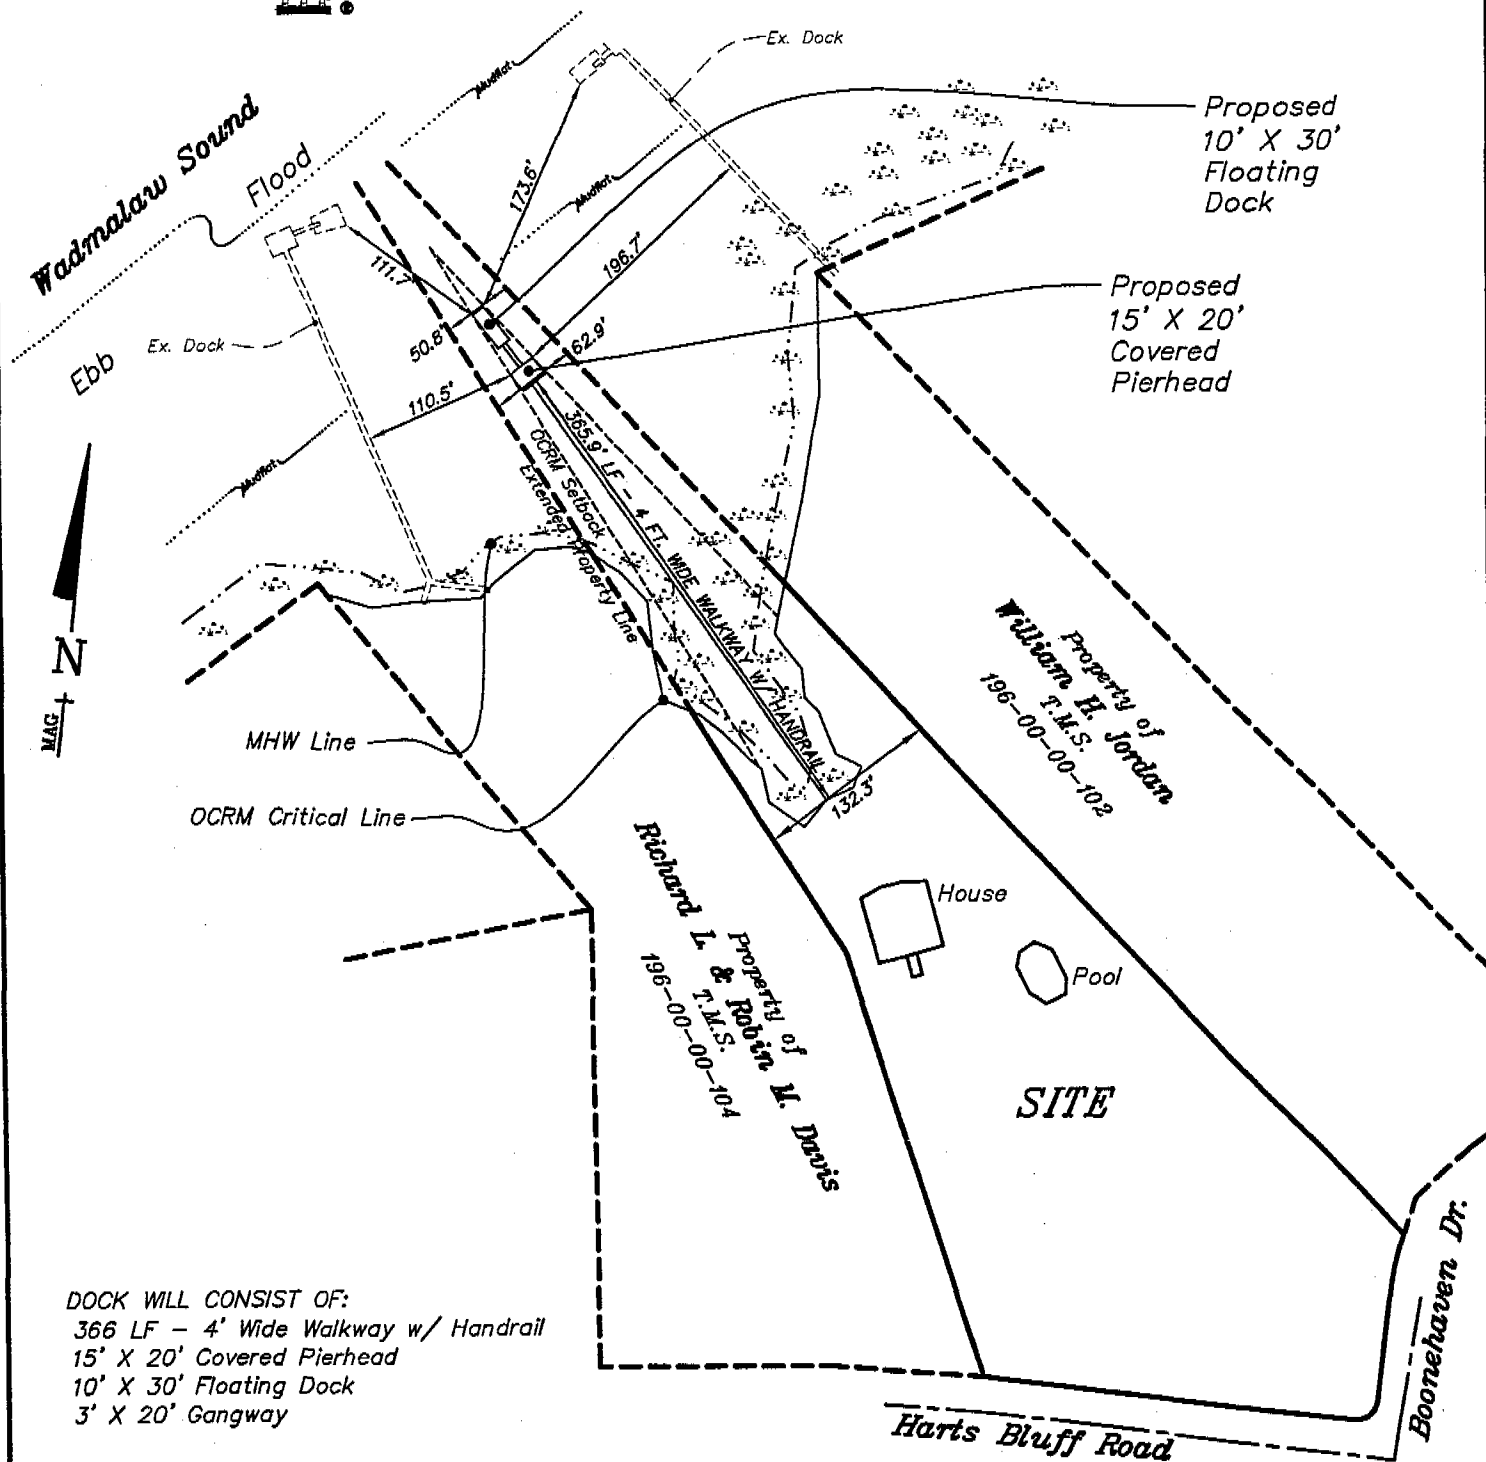 Ex. Dock
Mudflat
Wadmalaw Sound
Flood
173.6'
Mudflat
Proposed
10' X 30'
Floating
Dock
196.7'
111.7'
Proposed
15' X 20'
Covered
Pierhead
50.8'
62.9'
Ex. Dock
Ebb
110.5'
365.9' LF - 4 FT. WIDE WALKWAY W/ HANDRAIL
OCRM Setback
Extended Property Line
Mudflat
N
MAG
MHW Line
OCRM Critical Line
132.3'
Property of
William H. Jordan
T.M.S.
196-00-00-102
House
Pool
Property of
Richard L. & Robin M. Davis
T.M.S.
196-00-00-104
SITE
Boonehaven Dr.
Harts Bluff Road
DOCK WILL CONSIST OF:
366 LF - 4' Wide Walkway w/ Handrail
15' X 20' Covered Pierhead
10' X 30' Floating Dock
3' X 20' Gangway